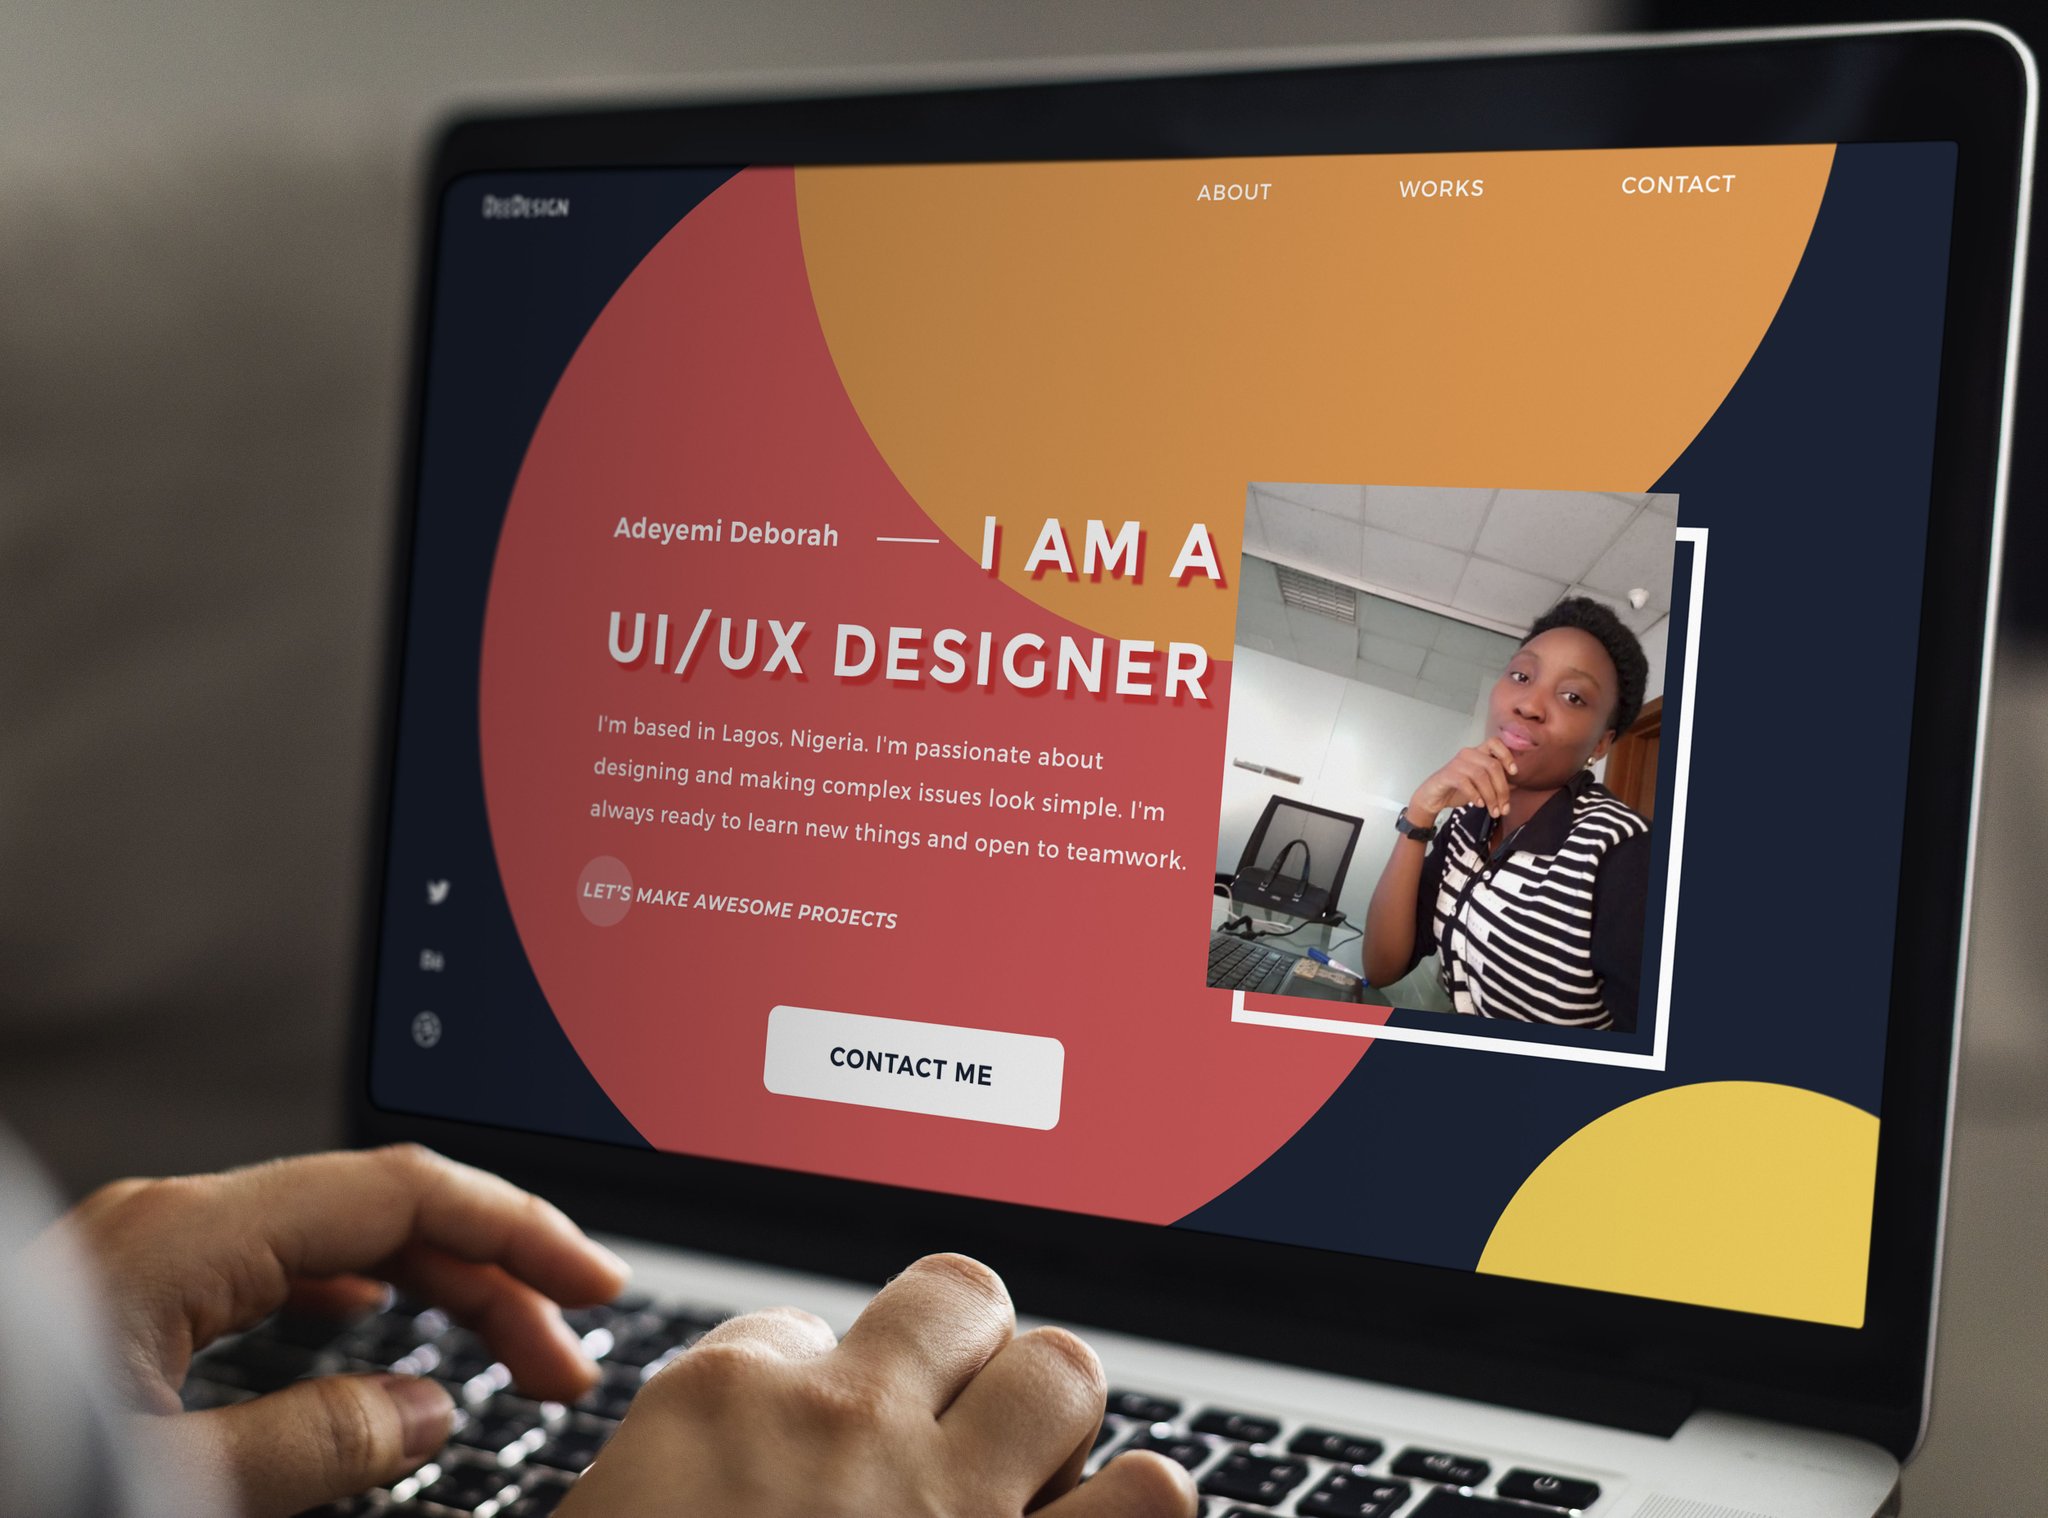 DeeDesign
ABOUT WORKS CONTACT
Adeyemi Deborah — I AM A
UI/UX DESIGNER
I'm based in Lagos, Nigeria. I'm passionate about
designing and making complex issues look simple. I'm
always ready to learn new things and open to teamwork.
LET'S MAKE AWESOME PROJECTS
Bē
CONTACT ME